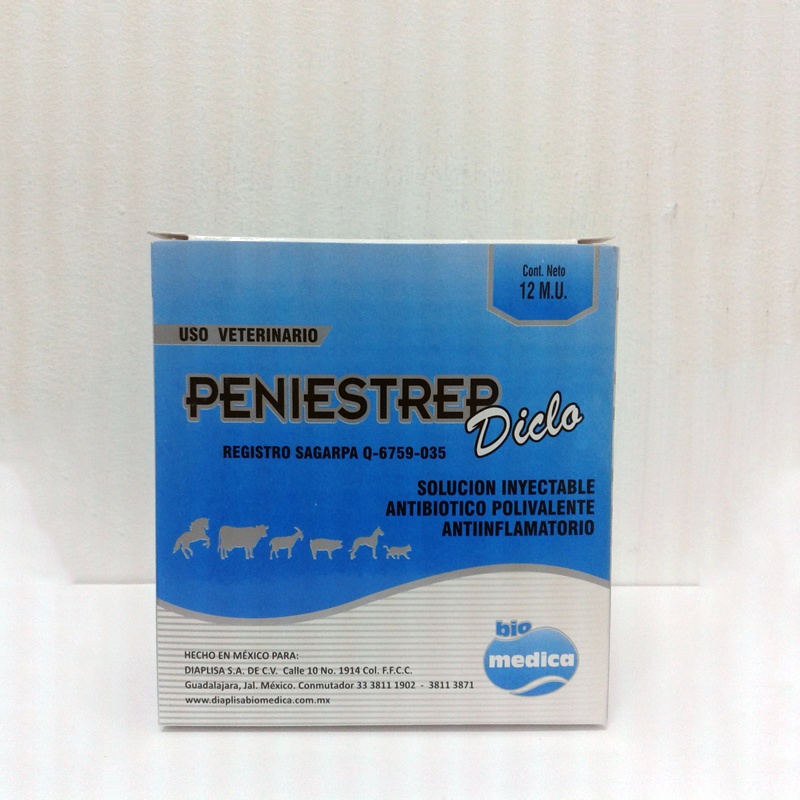 Cont. Neto
12 M.U.
USO VETERINARIO
PENIESTREP
Diclo
REGISTRO SAGARPA Q-6759-035
SOLUCION INYECTABLE
ANTIBIOTICO POLIVALENTE
ANTIINFLAMATORIO
bio
medica
HECHO EN MÉXICO PARA:
DIAPLISA S.A. DE C.V. Calle 10 No. 1914 Col. F.F.C.C.
Guadalajara, Jal. México. Conmutador 33 3811 1902 - 3811 3871
www.diaplisabiomedica.com.mx